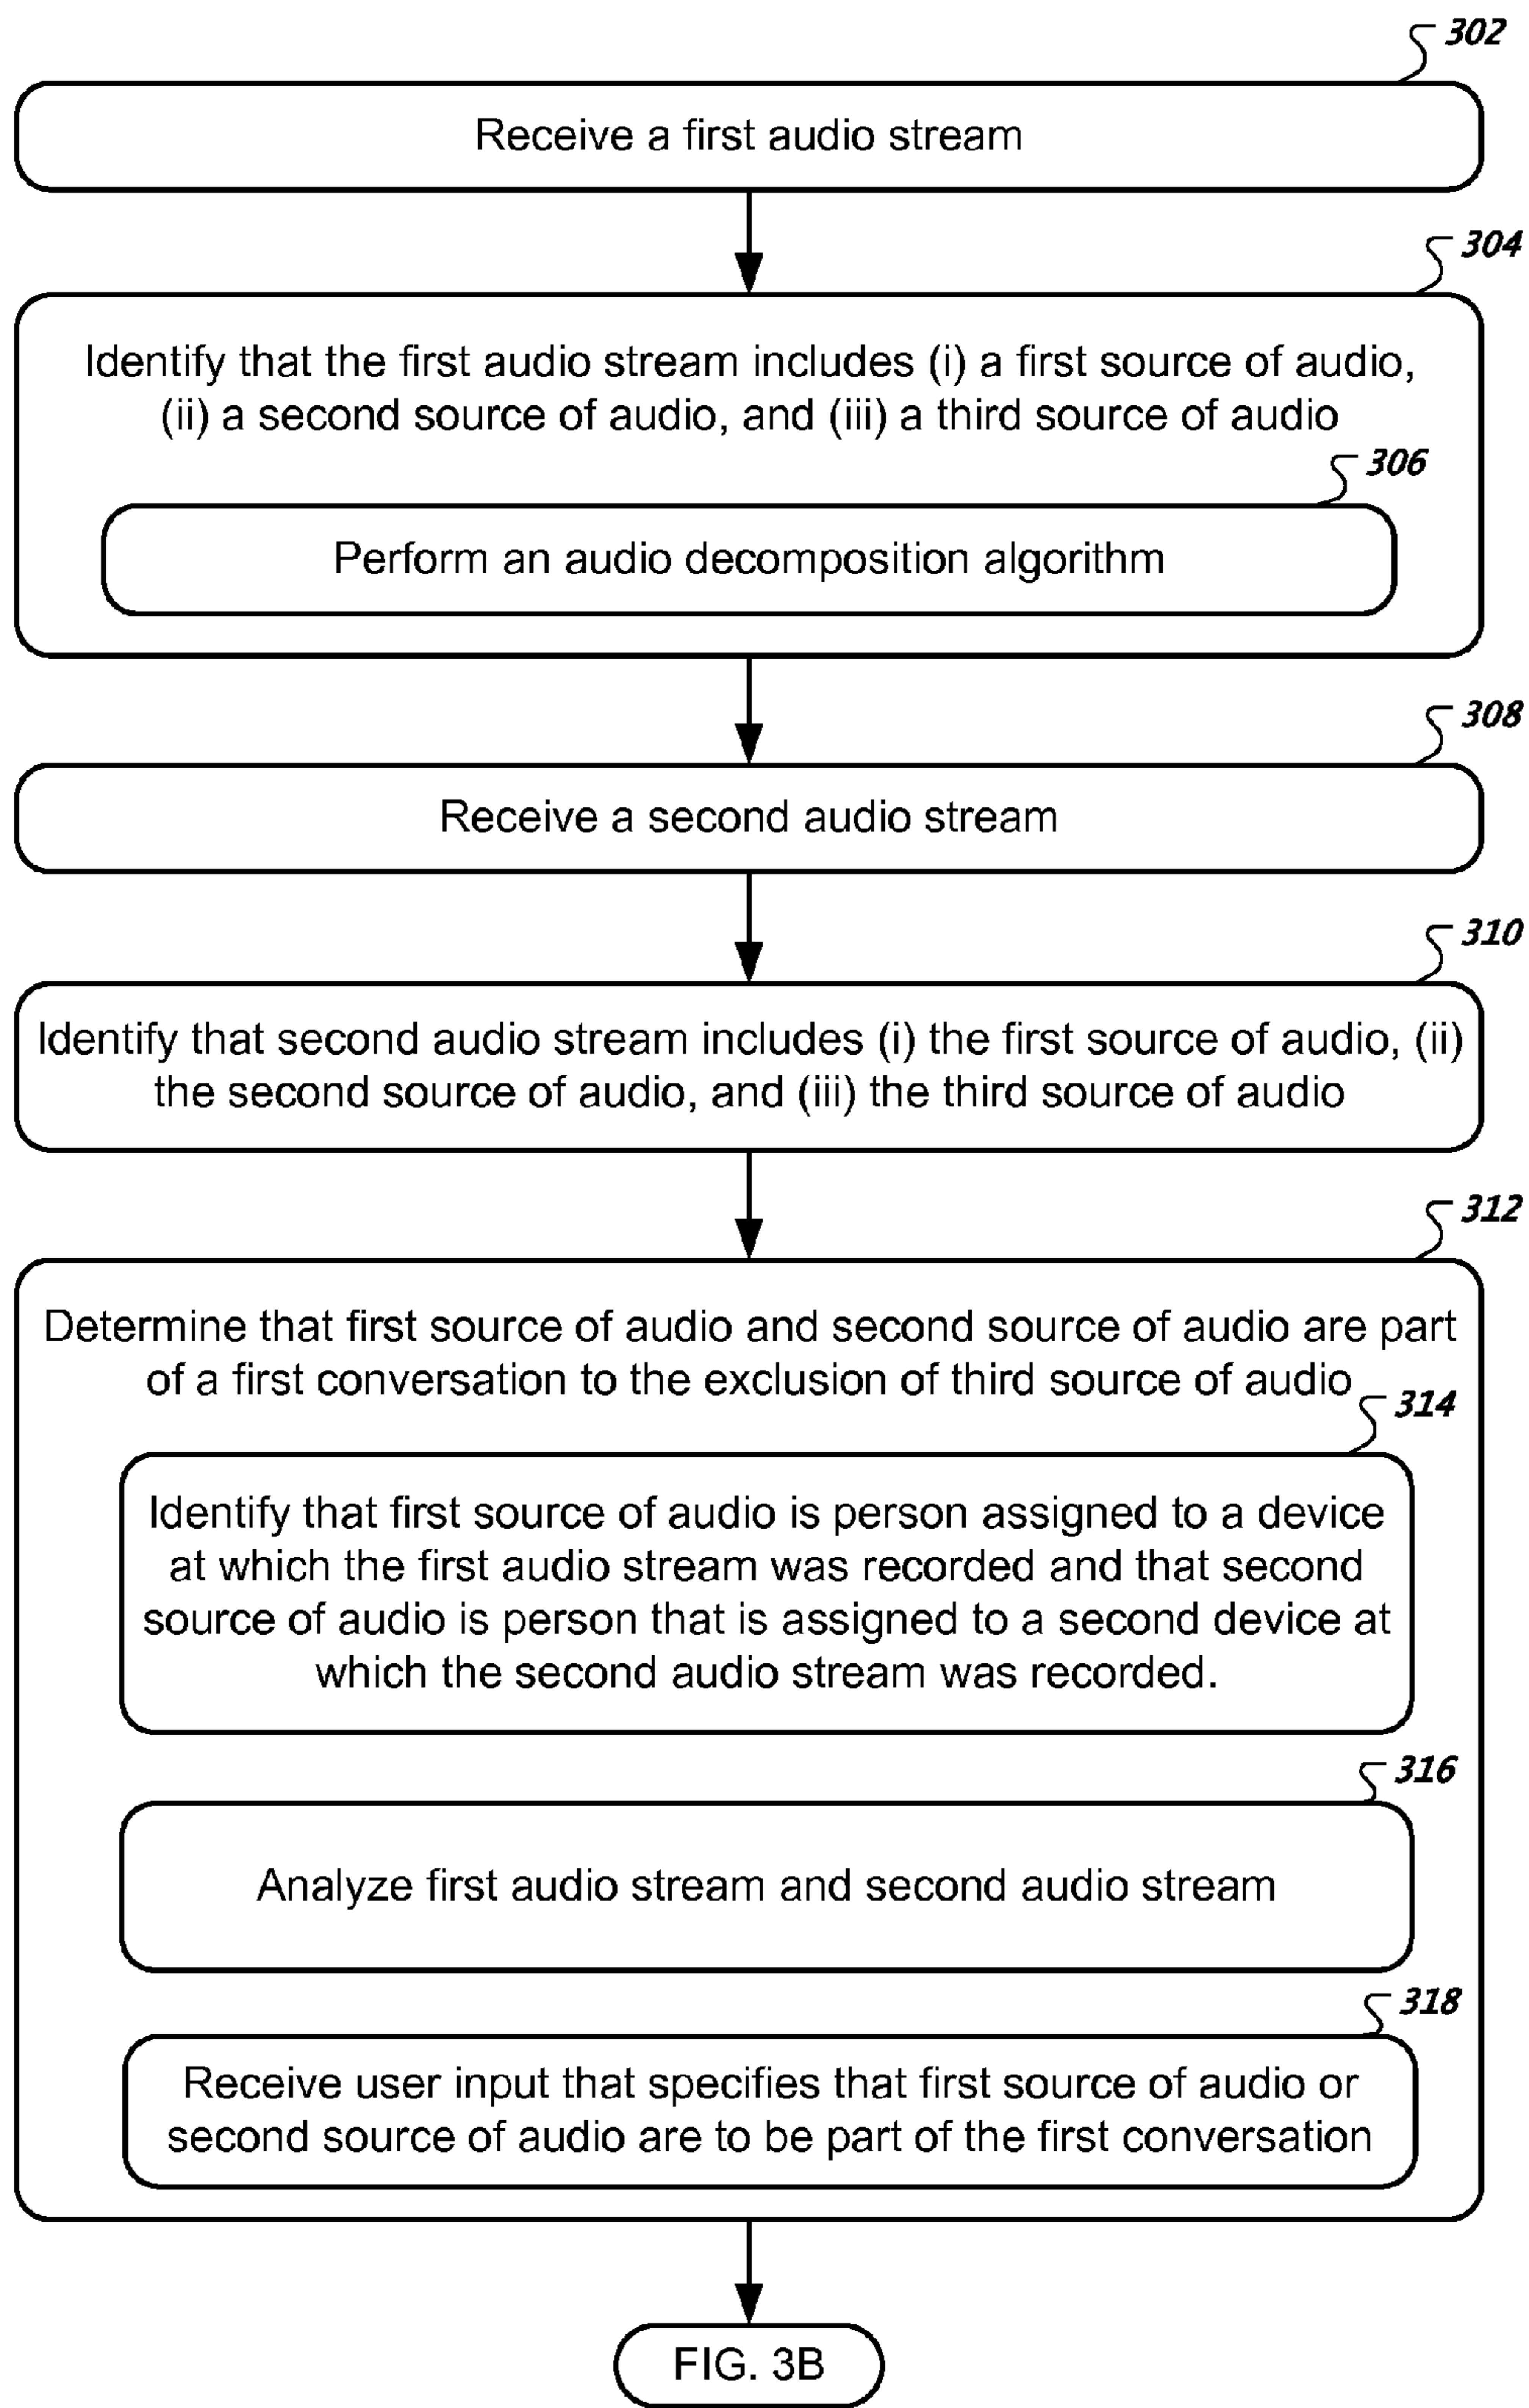 302
Receive a first audio stream
304
Identify that the first audio stream includes (i) a first source of audio,
(ii) a second source of audio, and (iii) a third source of audio
306
Perform an audio decomposition algorithm
308
Receive a second audio stream
310
Identify that second audio stream includes (i) the first source of audio, (ii)
the second source of audio, and (iii) the third source of audio
312
Determine that first source of audio and second source of audio are part
of a first conversation to the exclusion of third source of audio
314
Identify that first source of audio is person assigned to a device
at which the first audio stream was recorded and that second
source of audio is person that is assigned to a second device at
which the second audio stream was recorded.
316
Analyze first audio stream and second audio stream
318
Receive user input that specifies that first source of audio or
second source of audio are to be part of the first conversation
FIG. 3B